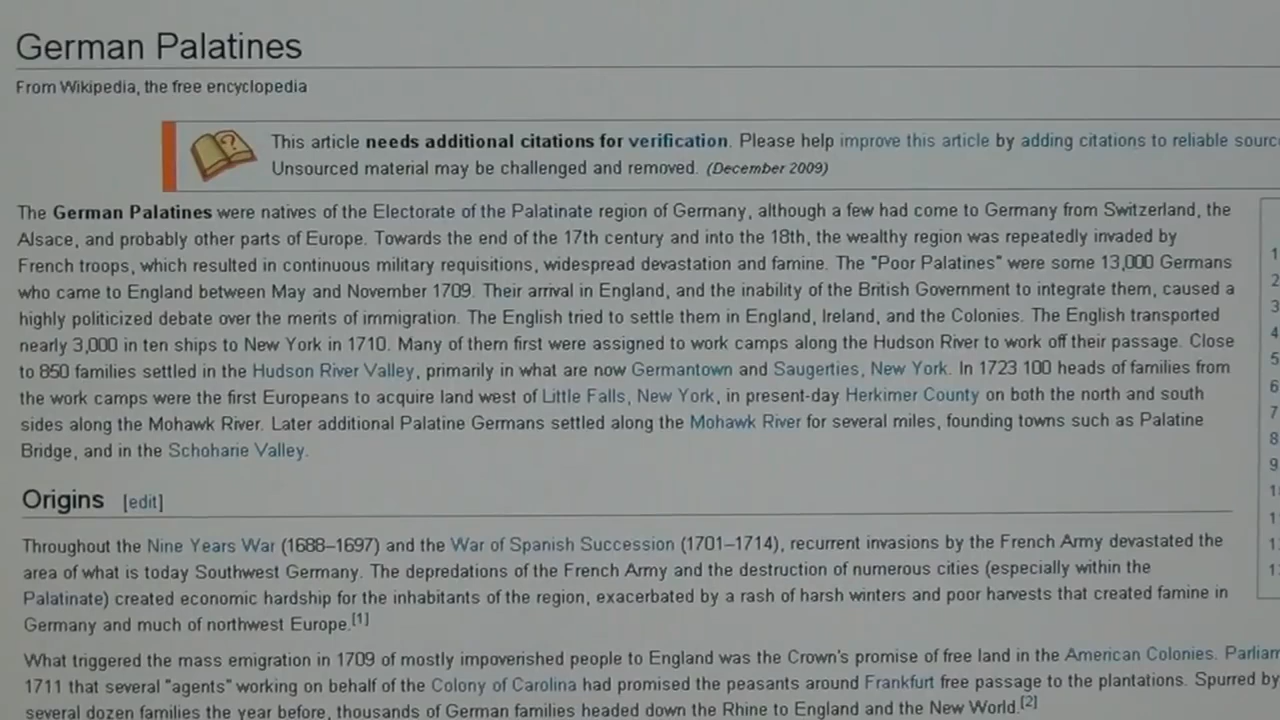 German Palatines
From Wikipedia, the free encyclopedia
This article needs additional citations for verification. Please help improve this article by adding citations to reliable
Unsourced material may be challenged and removed. (December 2009)
The German Palatines were natives of the Electorate of the Palatinate region of Germany, although a few had come to Germany from Switzerland, the
Alsace, and probably other parts of Europe. Towards the end of the 17th century and into the 18th, the wealthy region was repeatedly invaded by
French troops, which resulted in continuous military requisitions, widespread devastation and famine. The "Poor Palatines" were some 13,000 Germans
who came to England between May and November 1709. Their arrival in England, and the inability of the British Government to integrate them, caused a
highly politicized debate over the merits of immigration. The English tried to settle them in England, Ireland, and the Colonies. The English transported
nearly 3,000 in ten ships to New York in 1710. Many of them first were assigned to work camps along the Hudson River to work off their passage. Close
to 850 families settled in the Hudson River Valley, primarily in what are now Germantown and Saugerties, New York. In 1723 100 heads of families from
the work camps were the first Europeans to acquire land west of Little Falls, New York, in present-day Herkimer County on both the north and south
sides along the Mohawk River. Later additional Palatine Germans settled along the Mohawk River for several miles, founding towns such as Palatine
Bridge, and in the Schoharie Valley.
Origins [edit]
Throughout the Nine Years War (1688–1697) and the War of Spanish Succession (1701–1714), recurrent invasions by the French Army devastated the
area of what is today Southwest Germany. The depredations of the French Army and the destruction of numerous cities (especially within the
Palatinate) created economic hardship for the inhabitants of the region, exacerbated by a rash of harsh winters and poor harvests that created famine in
Germany and much of northwest Europe.[1]
What triggered the mass emigration in 1709 of mostly impoverished people to England was the Crown's promise of free land in the American Colonies.
1711 that several "agents" working on behalf of the Colony of Carolina had promised the peasants around Frankfurt free passage to the plantations. Spurred by
several dozen families the year before, thousands of German families headed down the Rhine to England and the New World.[2]